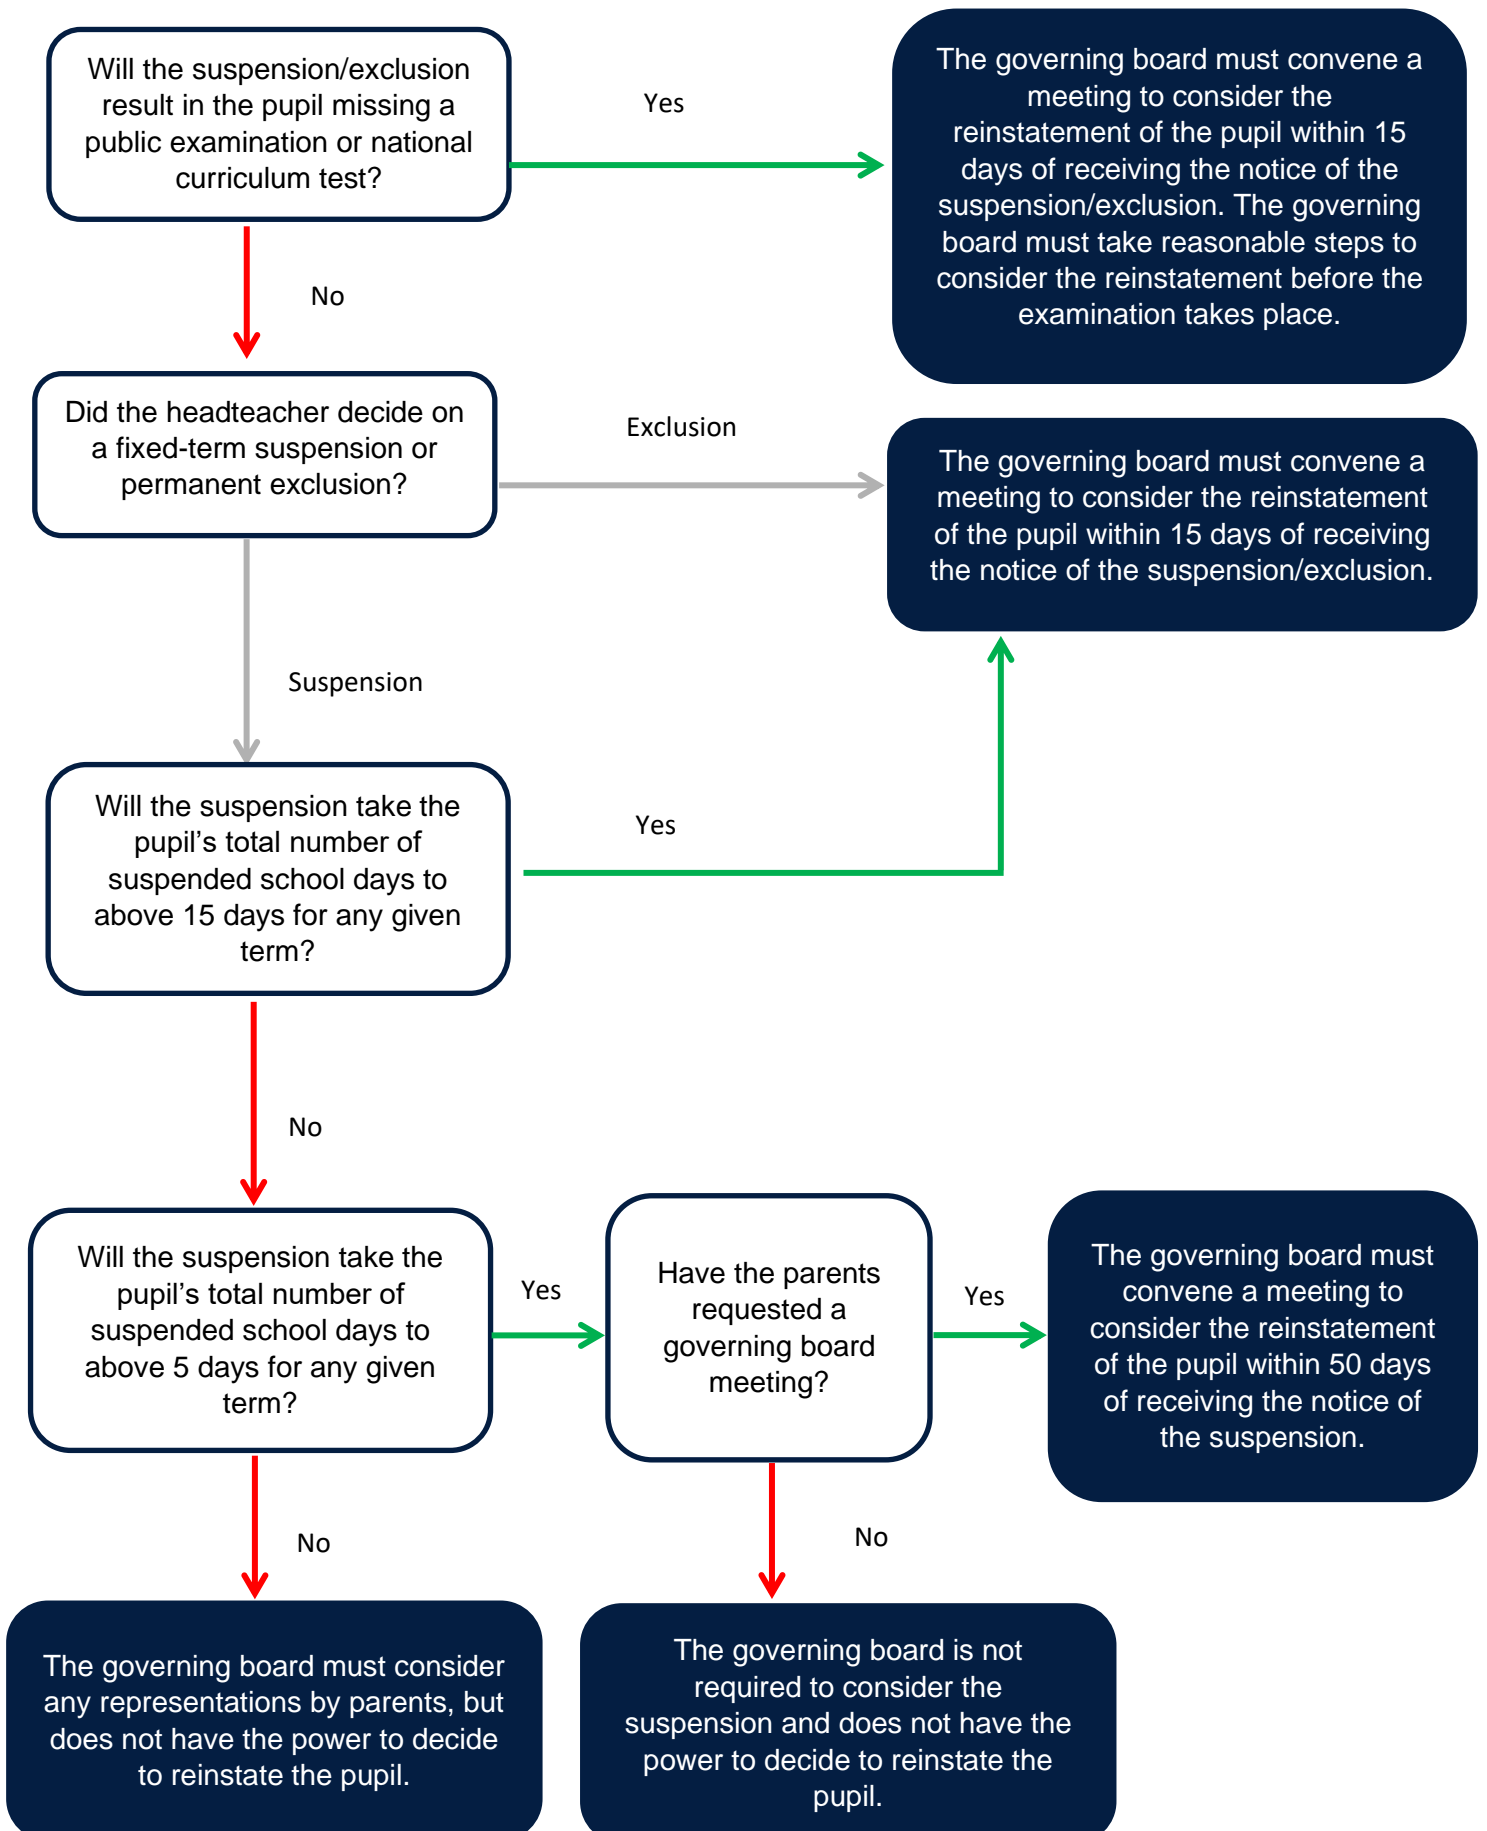 Will the suspension/exclusion
result in the pupil missing a
public examination or national
curriculum test?
Yes
The governing board must convene a
meeting to consider the
reinstatement of the pupil within 15
days of receiving the notice of the
suspension/exclusion. The governing
board must take reasonable steps to
consider the reinstatement before the
examination takes place.
No
Did the headteacher decide on
a fixed-term suspension or
permanent exclusion?
Exclusion
The governing board must convene a
meeting to consider the reinstatement
of the pupil within 15 days of receiving
the notice of the suspension/exclusion.
Suspension
Will the suspension take the
pupil’s total number of
suspended school days to
above 15 days for any given
term?
Yes
No
Will the suspension take the
pupil’s total number of
suspended school days to
above 5 days for any given
term?
Yes
Have the parents
requested a
governing board
meeting?
Yes
The governing board must
convene a meeting to
consider the reinstatement
of the pupil within 50 days
of receiving the notice of
the suspension.
No
No
The governing board must consider
any representations by parents, but
does not have the power to decide
to reinstate the pupil.
The governing board is not
required to consider the
suspension and does not have the
power to decide to reinstate the
pupil.